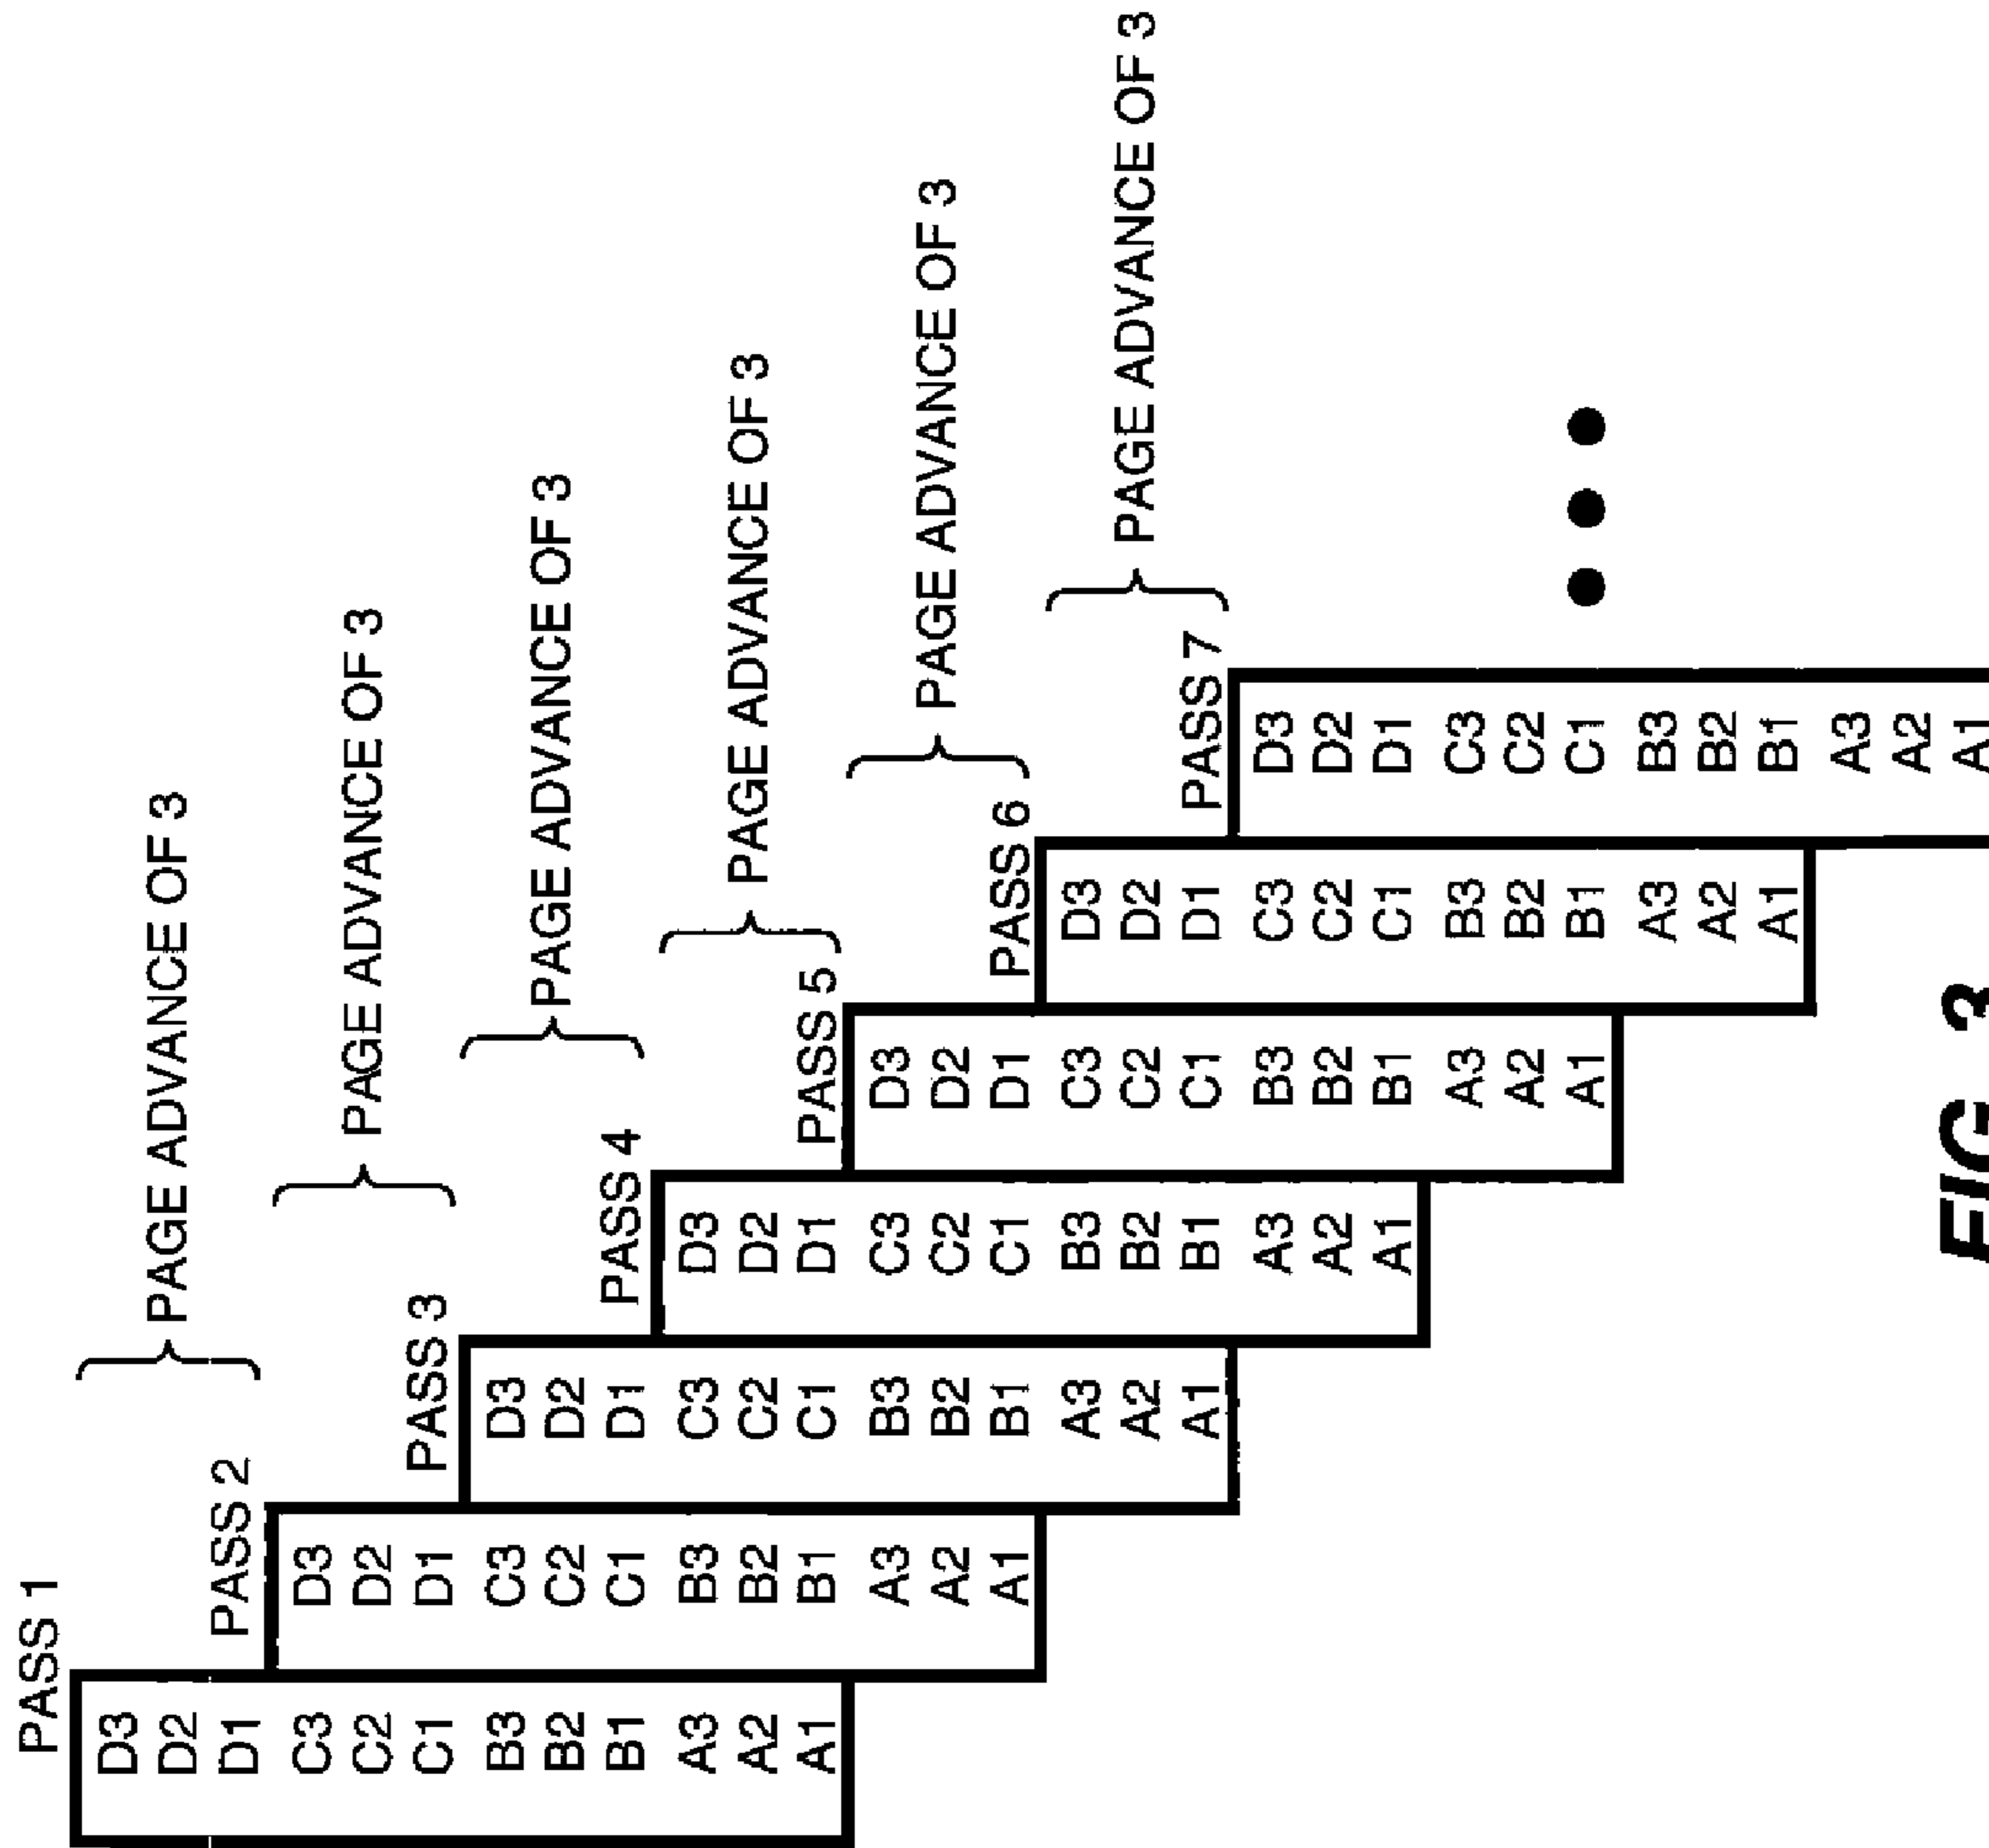 PASS 1
D3
D2
D1
C3
C2
C1
B3
B2
B1
A3
A2
A1
PAGE ADVANCE OF 3
PASS 2
D3
D2
D1
C3
C2
C1
B3
B2
B1
A3
A2
A1
PAGE ADVANCE OF 3
PASS 3
D3
D2
D1
C3
C2
C1
B3
B2
B1
A3
A2
A1
PAGE ADVANCE OF 3
PASS 4
D3
D2
D1
C3
C2
C1
B3
B2
B1
A3
A2
A1
PAGE ADVANCE OF 3
PASS 5
D3
D2
D1
C3
C2
C1
B3
B2
B1
A3
A2
A1
PAGE ADVANCE OF 3
PASS 6
D3
D2
D1
C3
C2
C1
B3
B2
B1
A3
A2
A1
PAGE ADVANCE OF 3
PASS 7
D3
D2
D1
C3
C2
C1
B3
B2
B1
A3
A2
A1
FIG 3